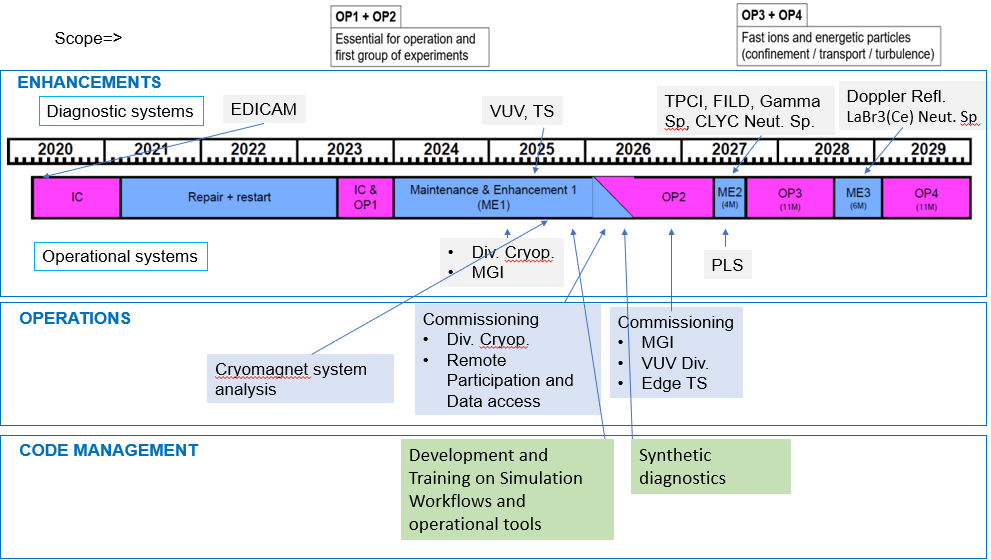 Scope=>
OP1 + OP2
Essential for operation and
first group of experiments
OP3 + OP4
Fast ions and energetic particles
(confinement / transport / turbulence)
ENHANCEMENTS
Diagnostic systems
EDICAM
VUV, TS
TPCI, FILD, Gamma
Sp, CLYC Neut. Sp.
Doppler Refl.
LaBr3(Ce) Neut. Sp
2020 2021 2022 2023 2024 2025 2026 2027 2028 2029
IC
Repair + restart
IC &
OP1
Maintenance & Enhancement 1
(ME1)
OP2
ME2
(4M)
OP3
(11M)
ME3
(6M)
OP4
(11M)
Operational systems
• Div. Cryop.
• MGI
PLS
OPERATIONS
Cryomagnet system
analysis
Commissioning
• Div. Cryop.
• Remote
Participation and
Data access
Commissioning
• MGI
• VUV Div.
• Edge TS
CODE MANAGEMENT
Development and
Training on Simulation
Workflows and
operational tools
Synthetic
diagnostics